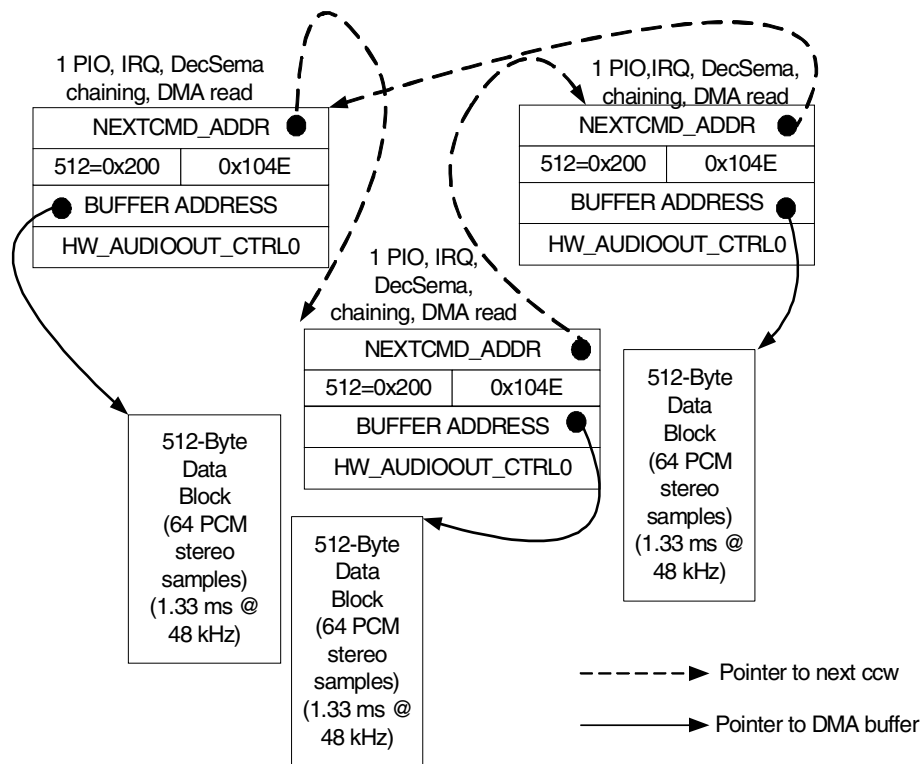 1 PIO, IRQ, DecSema
chaining, DMA read
NEXTCMD_ADDR
512=0x200 0x104E
BUFFER ADDRESS
HW_AUDIOOUT_CTRL0
1 PIO,IRQ, DecSema,
chaining, DMA read
NEXTCMD_ADDR
512=0x200 0x104E
BUFFER ADDRESS
HW_AUDIOOUT_CTRL0
1 PIO, IRQ,
DecSema,
chaining, DMA read
NEXTCMD_ADDR
512=0x200 0x104E
BUFFER ADDRESS
HW_AUDIOOUT_CTRL0
512-Byte
Data
Block
(64 PCM
stereo
samples)
(1.33 ms @
48 kHz)
512-Byte
Data
Block
(64 PCM
stereo
samples)
(1.33 ms @
48 kHz)
512-Byte
Data
Block
(64 PCM
stereo
samples)
(1.33 ms @
48 kHz)
Pointer to next ccw
Pointer to DMA buffer